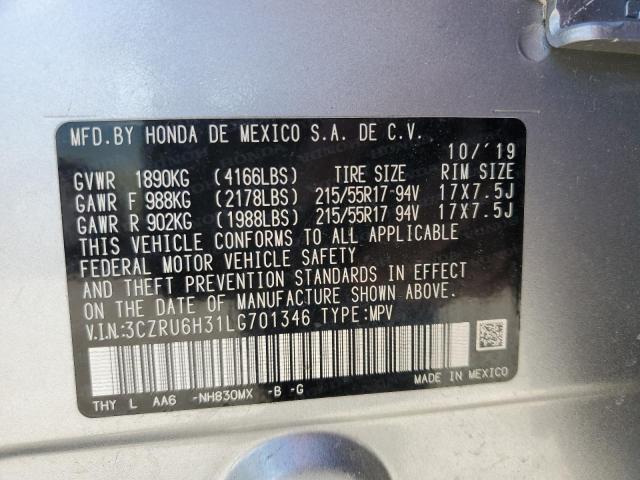 MFD.BY HONDA DE MEXICO S.A. DE C.V.
10/'19
GVWR 1890KG (4166LBS) TIRE SIZE RIM SIZE
GAWR F 988KG (2178LBS) 215/55R17 94V 17X7.5J
GAWR R 902KG (1988LBS) 215/55R17 94V 17X7.5J
THIS VEHICLE CONFORMS TO ALL APPLICABLE
FEDERAL MOTOR VEHICLE SAFETY
AND THEFT PREVENTION STANDARDS IN EFFECT
ON THE DATE OF MANUFACTURE SHOWN ABOVE.
V.I.N.:3CZRU6H31LG701346 TYPE:MPV
MADE IN MEXICO
THY L AA6 -NH830MX -B -G